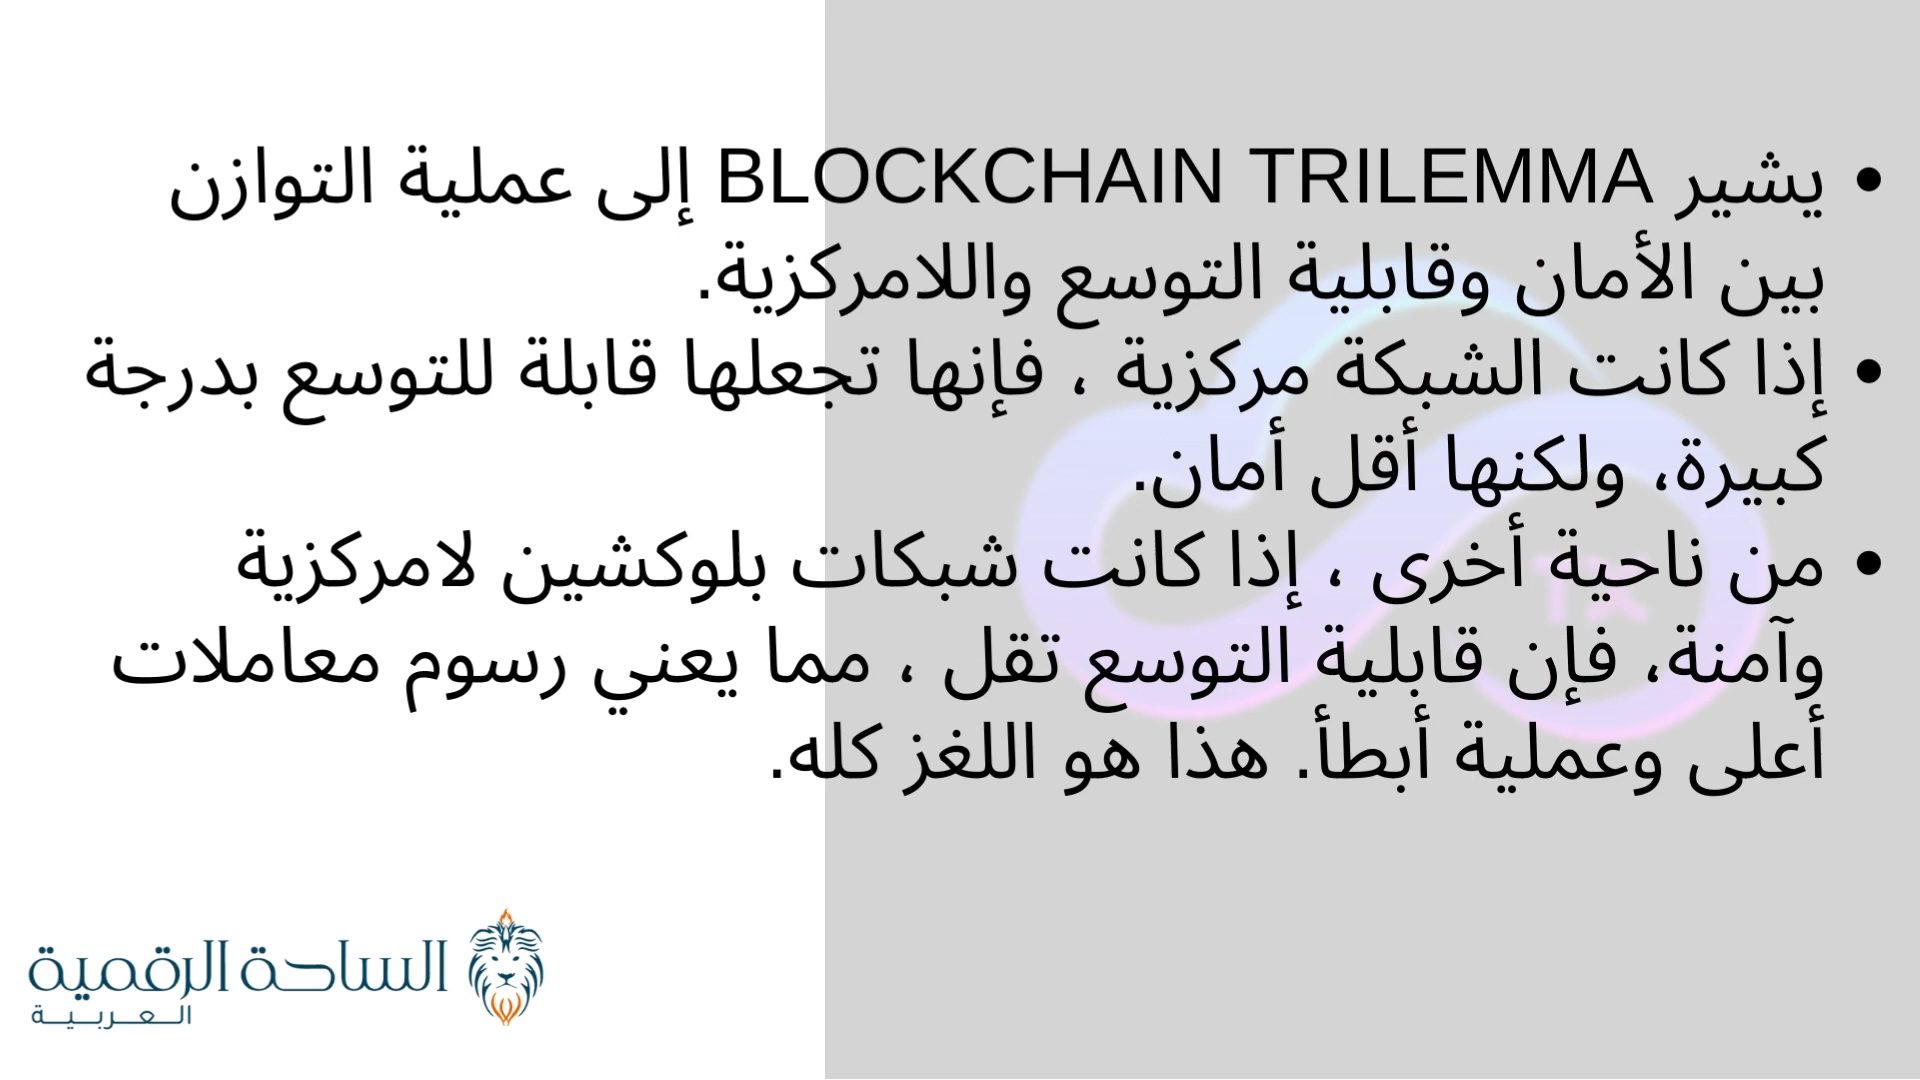 • يشير BLOCKCHAIN TRILEMMA إلى عملية التوازن
بين الأمان وقابلية التوسع واللامركزية.
• إذا كانت الشبكة مركزية ، فإنها تجعلها قابلة للتوسع بدرجة
كبيرة، ولكنها أقل أمان.
• من ناحية أخرى ، إذا كانت شبكات بلوكشين لامركزية
وآمنة، فإن قابلية التوسع تقل ، مما يعني رسوم معاملات
أعلى وعملية أبطأ. هذا هو اللغز كله.
TX
الساحة الرقمية
العربية